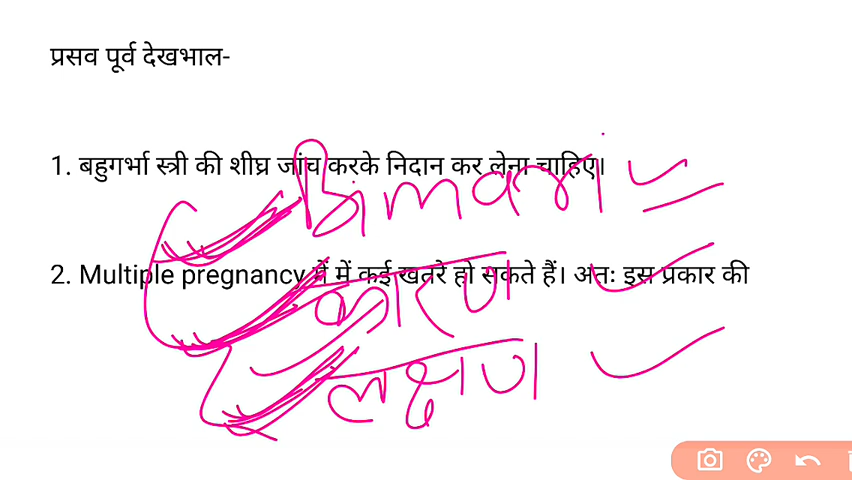 प्रसव पूर्व देखभाल-
1. बहुगर्भा स्त्री की शीघ्र जांच करके निदान कर लेना चाहिए।
2. Multiple pregnancy में में कई खतरे हो सकते हैं। अतः इस प्रकार की
कारण
लक्षण